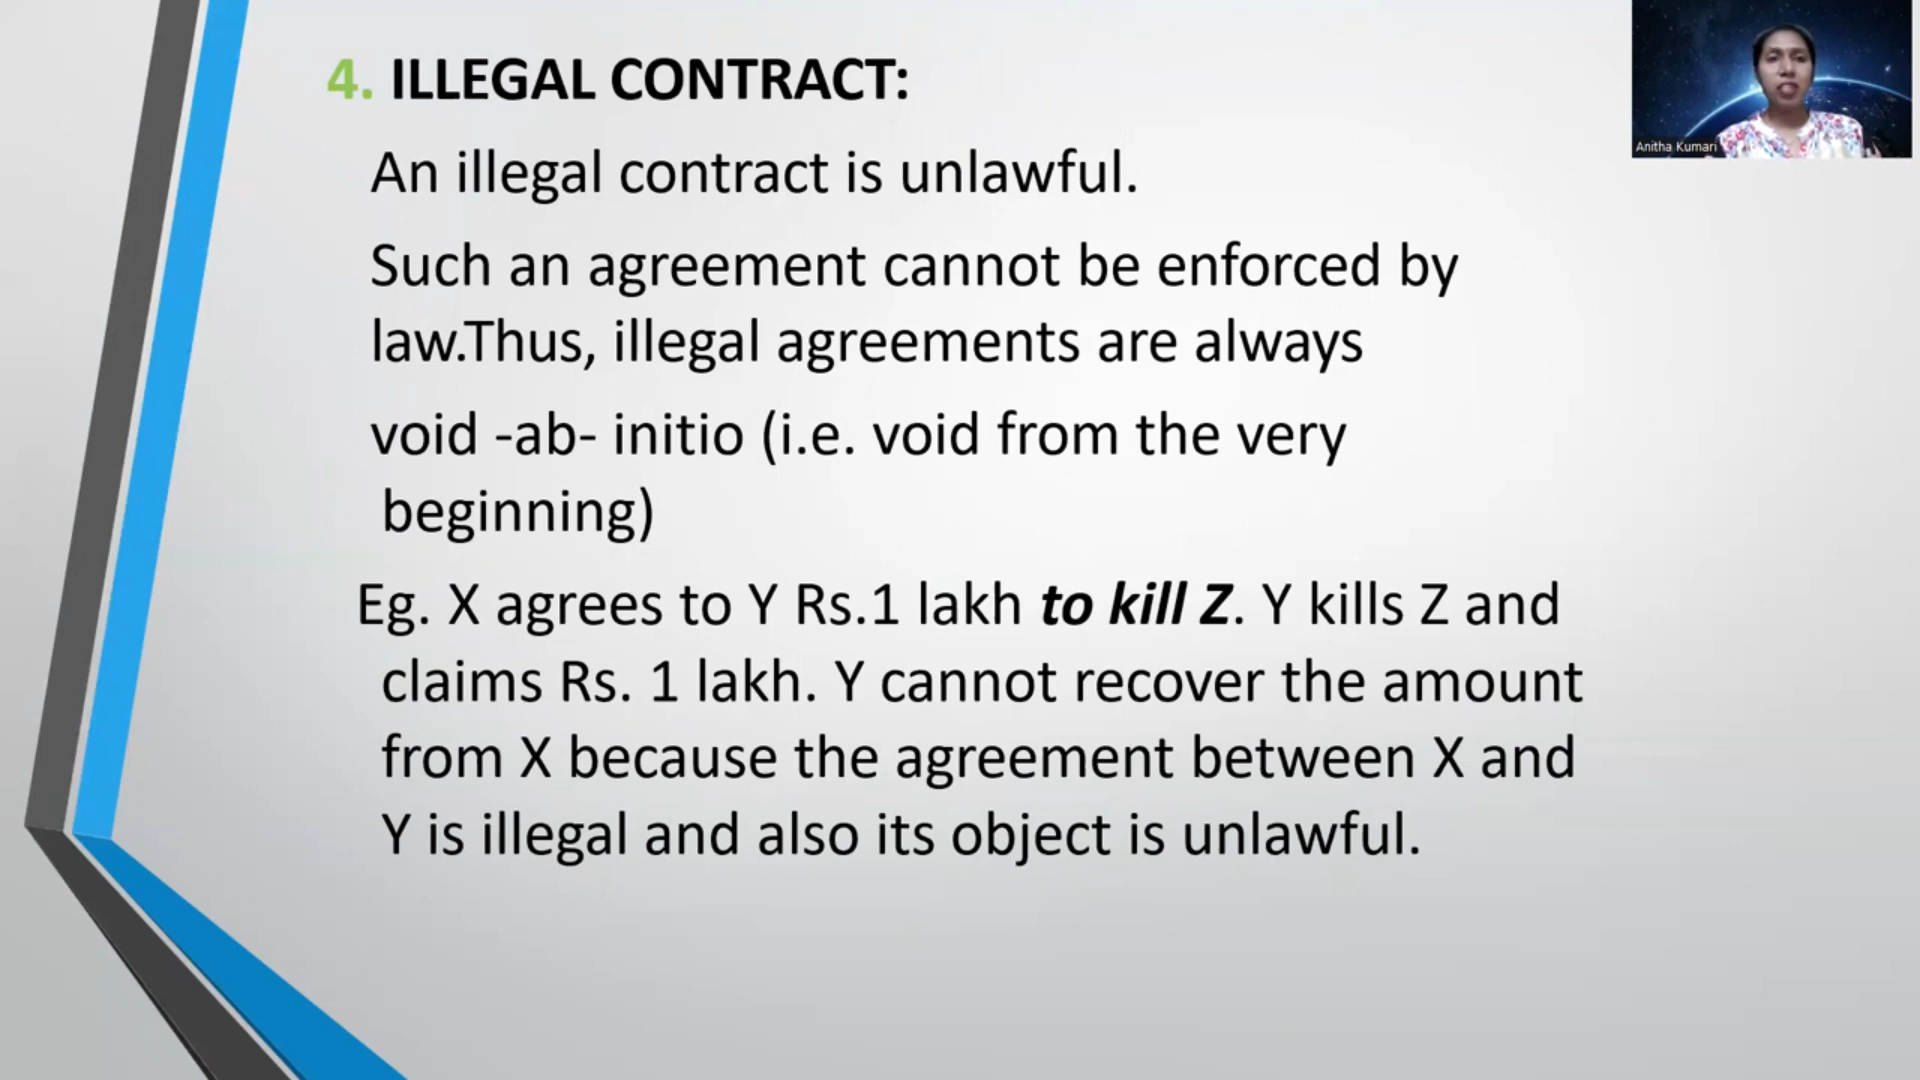 4. ILLEGAL CONTRACT:
An illegal contract is unlawful.
Such an agreement cannot be enforced by
law.Thus, illegal agreements are always
void -ab- initio (i.e. void from the very
beginning)
Eg. X agrees to Y Rs.1 lakh to kill Z. Y kills Z and
claims Rs. 1 lakh. Y cannot recover the amount
from X because the agreement between X and
Y is illegal and also its object is unlawful.
Anitha Kumari